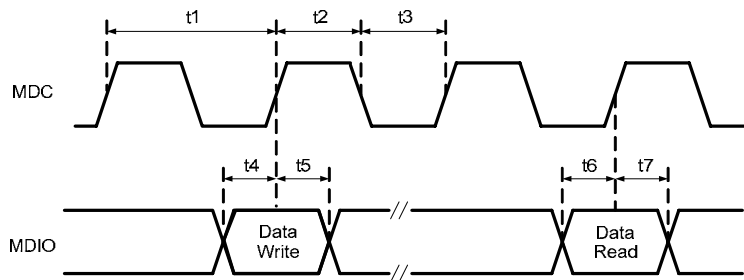 t1 t2 t3
MDC
t4 t5 t6 t7
MDIO
Data
Write
Data
Read